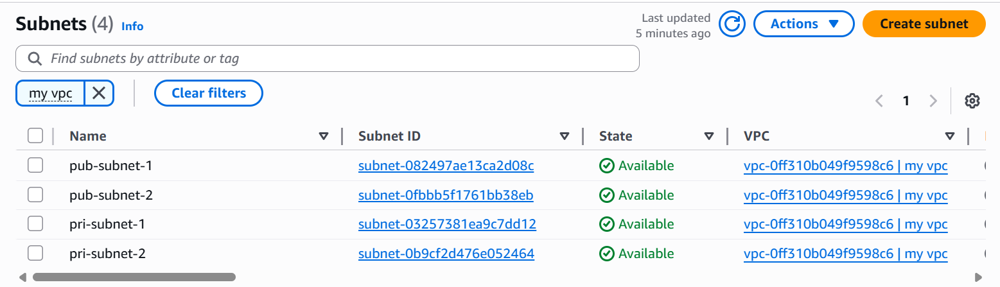 Subnets (4) Info
Last updated
5 minutes ago
Actions
Create subnet
Find subnets by attribute or tag
my vpc
Clear filters
1
Name Subnet ID State VPC
pub-subnet-1 subnet-082497ae13ca2d08c Available vpc-0ff310b049f9598c6 | my vpc
pub-subnet-2 subnet-0fbbb5f1761bb38eb Available vpc-0ff310b049f9598c6 | my vpc
pri-subnet-1 subnet-03257381ea9c7dd12 Available vpc-0ff310b049f9598c6 | my vpc
pri-subnet-2 subnet-0b9cf2d476e052464 Available vpc-0ff310b049f9598c6 | my vpc